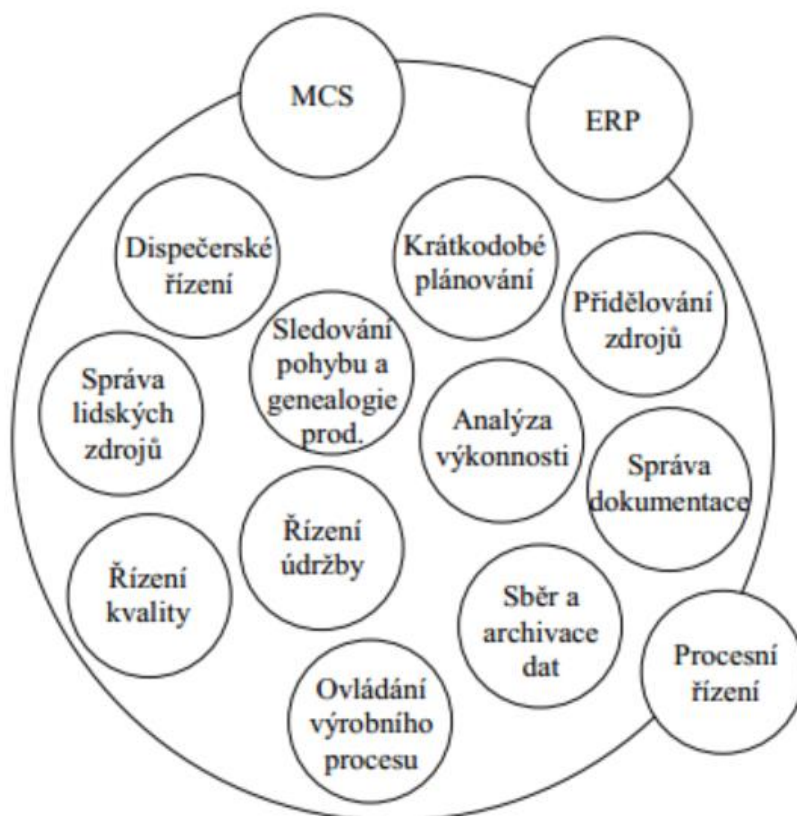 MCS
ERP
Dispečerské
řízení
Krátkodobé
plánování
Přidělování
zdrojů
Sledování
pohybu a
genealogie
prod.
Správa
lidských
zdrojů
Analýza
výkonnosti
Správa
dokumentace
Řízení
údržby
Řízení
kvality
Sběr a
archivace
dat
Procesní
řízení
Ovládání
výrobního
procesu